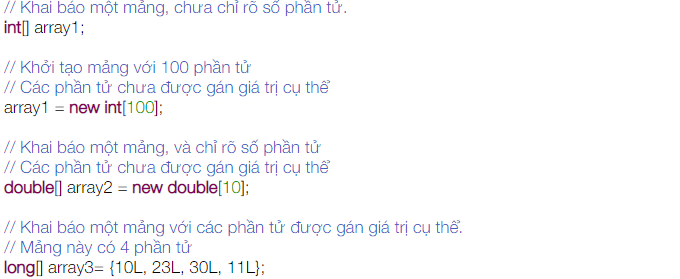 // Khai báo một mảng, chưa chỉ rõ số phần tử.
int[] array1;
// Khởi tạo mảng với 100 phần tử
// Các phần tử chưa được gán giá trị cụ thể
array1 = new int[100];
// Khai báo một mảng, và chỉ rõ số phần tử
// Các phần tử chưa được gán giá trị cụ thể
double[] array2 = new double[10];
// Khai báo một mảng với các phần tử được gán giá trị cụ thể.
// Mảng này có 4 phần tử
long[] array3= {10L, 23L, 30L, 11L};